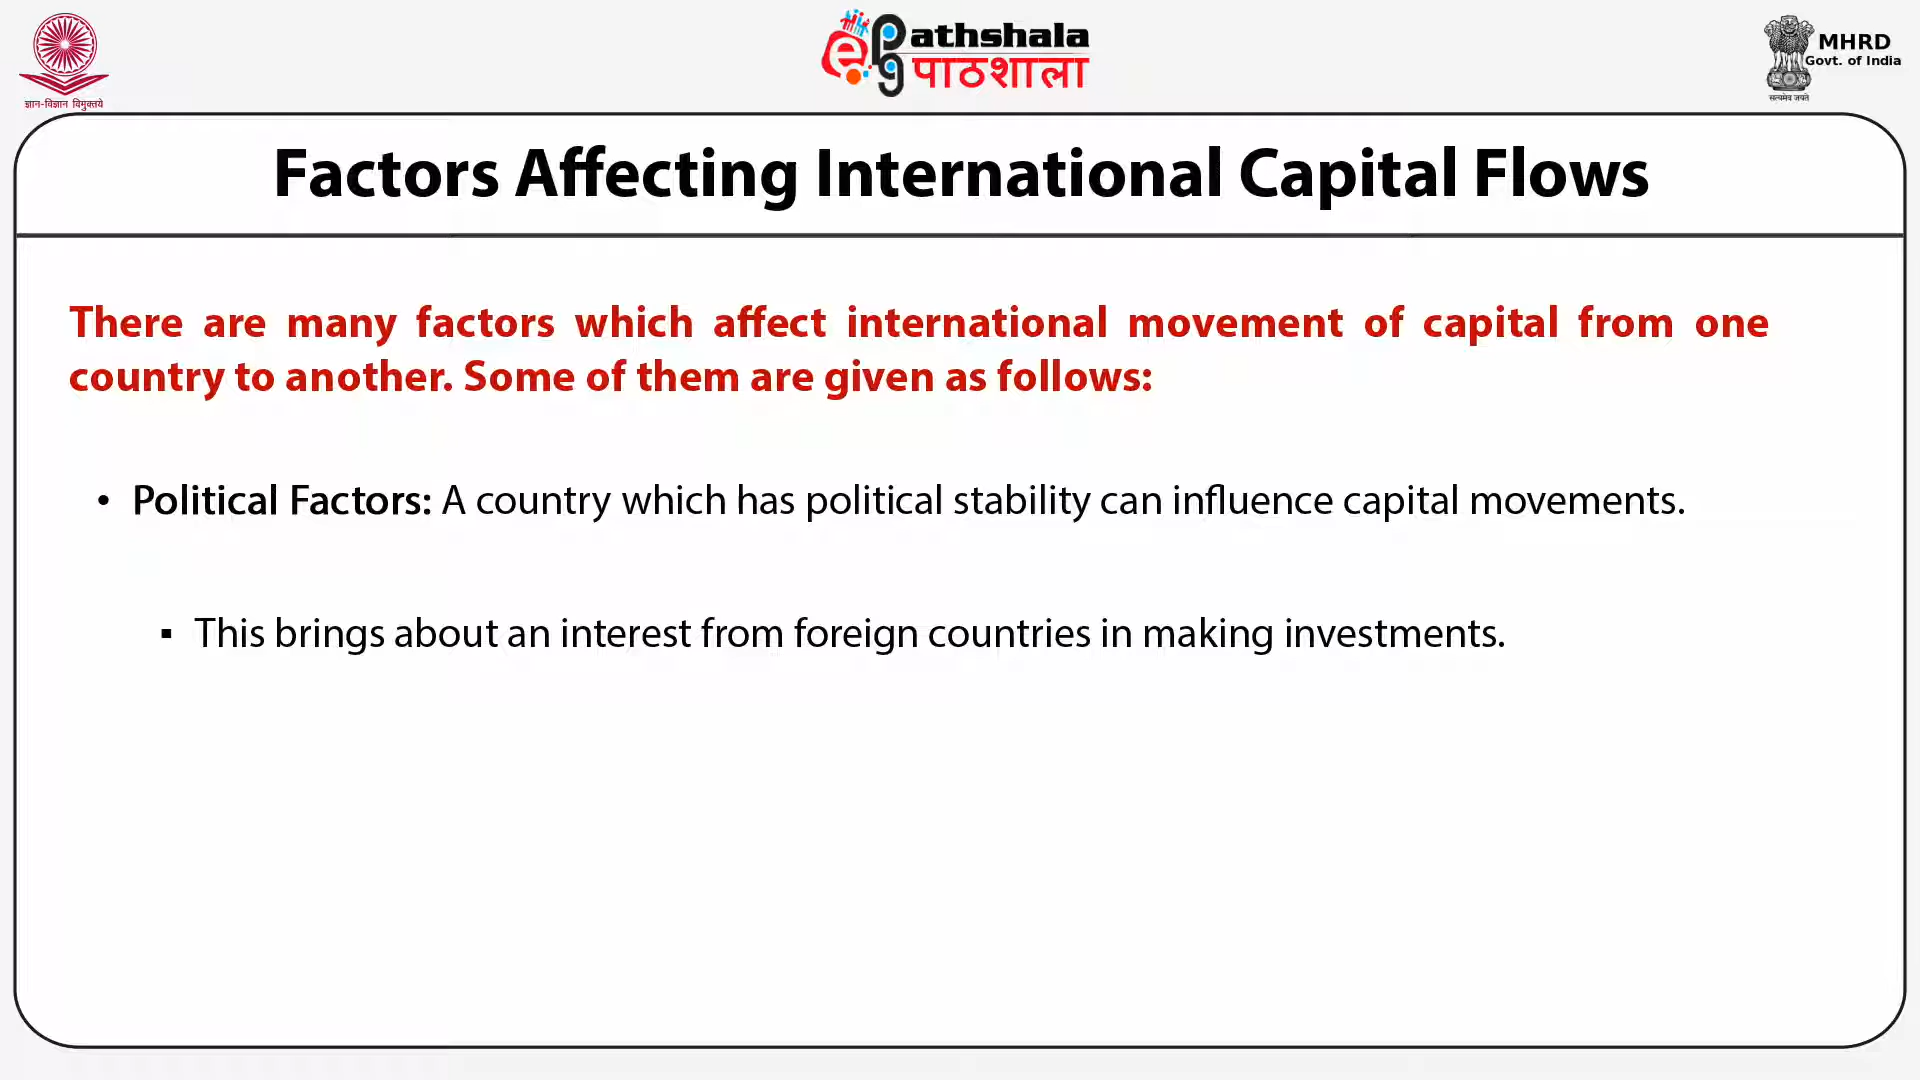 ज्ञान-विज्ञान विमुक्तये
e Pg athshala
पाठशाला
MHRD
Govt. of India
सत्यमेव जयते
Factors Affecting International Capital Flows
There are many factors which affect international movement of capital from one
country to another. Some of them are given as follows:
• Political Factors: A country which has political stability can influence capital movements.
▪ This brings about an interest from foreign countries in making investments.